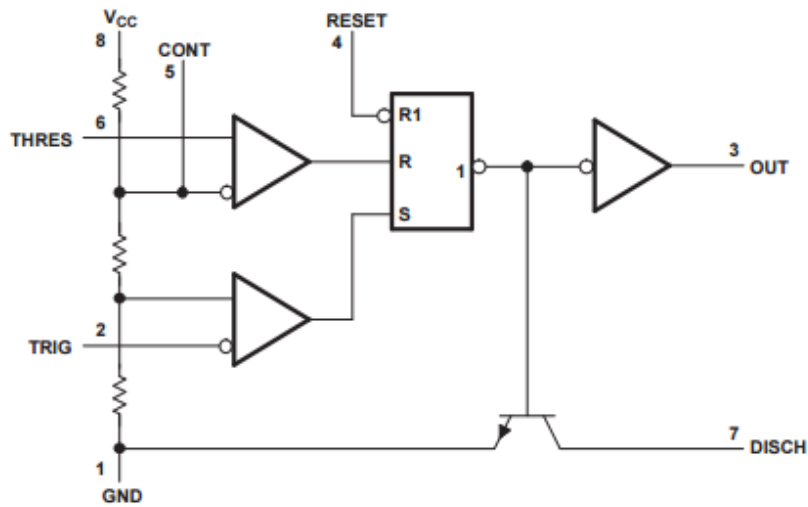 VCC
8
CONT
5
RESET
4
6
THRES
R1
R
1
S
3
OUT
2
TRIG
7
DISCH
1
GND